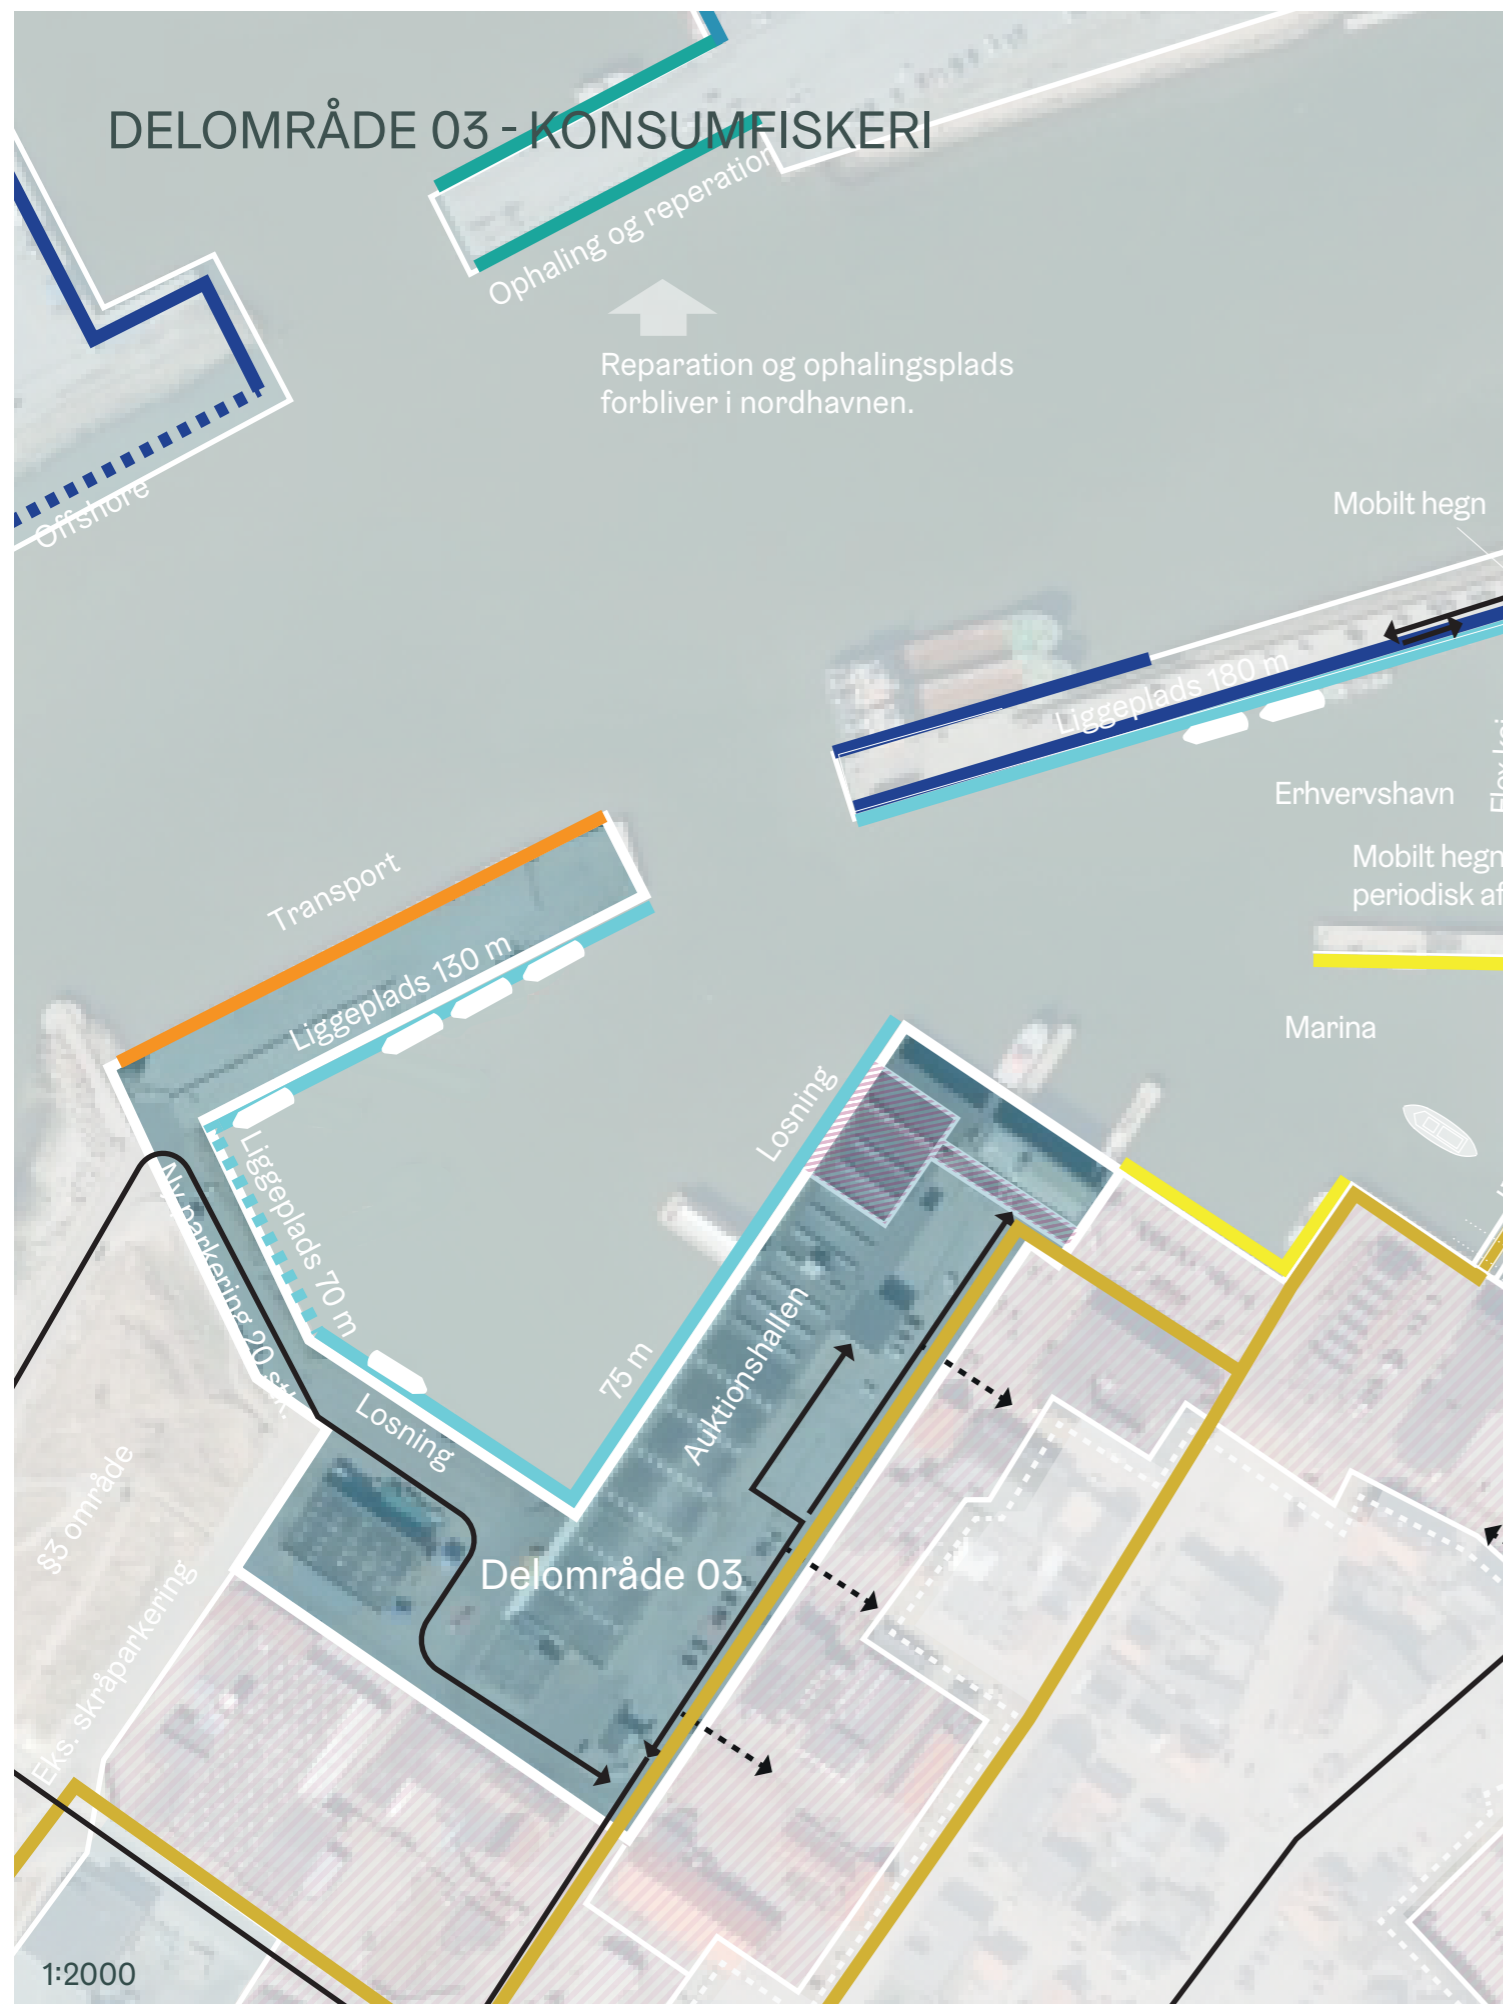 DELOMRÅDE 03 - KONSUMFISKERI
Ophaling og reperation
Reparation og ophalingsplads
forbliver i nordhavnen.
Offshore
Mobilt hegn
Liggeplads 180 m
Erhvervshavn
Mobilt hegn
periodisk af
Transport
Liggeplads 130 m
Marina
Losning
Liggeplads 70 m
Ny parkering 20 stk.
75 m
Auktionshallen
Losning
§3 område
Delområde 03
Eks. skråparkering
1:2000